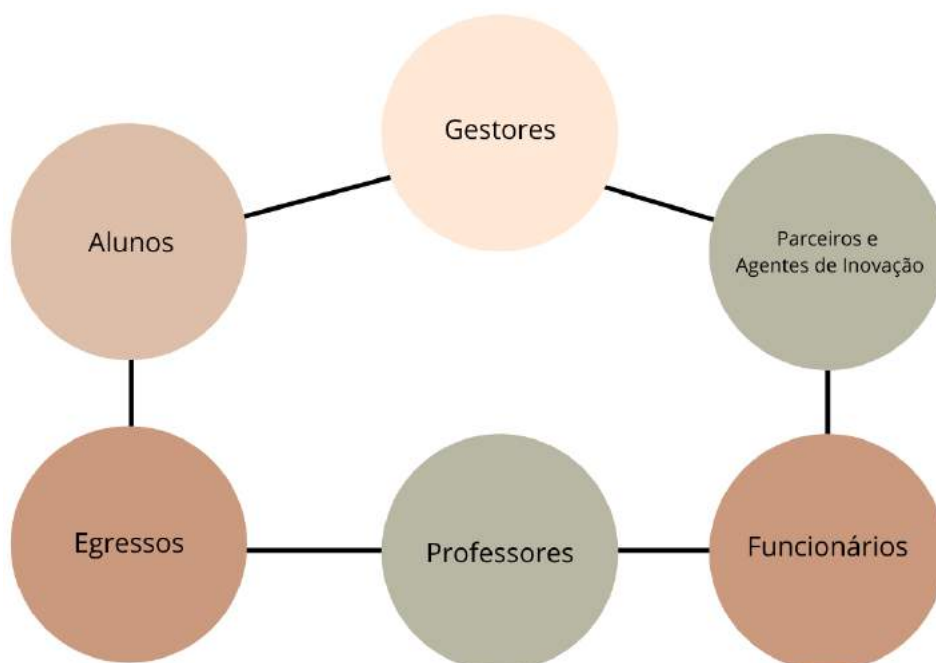 Gestores
Alunos
Parceiros e
Agentes de Inovação
Egressos
Professores
Funcionários